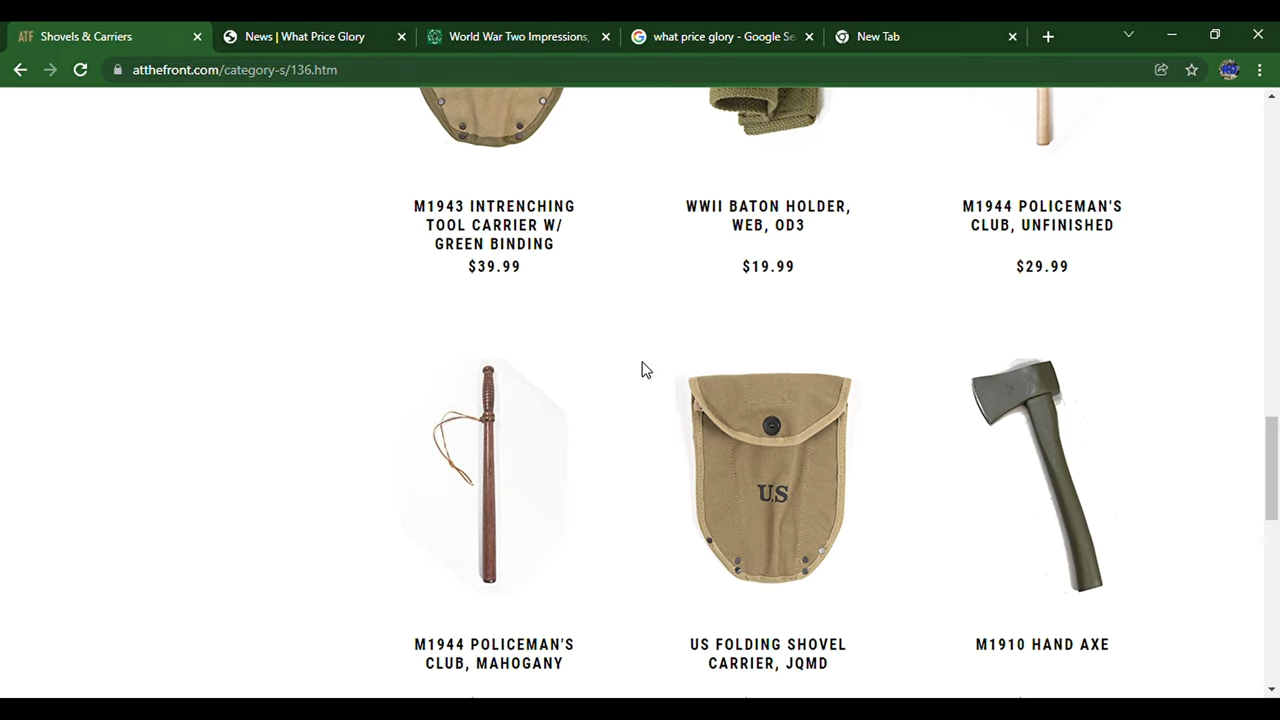 ATF Shovels & Carriers
News | What Price Glory
World War Two Impressions,
what price glory - Google Se
New Tab
atthefront.com/category-s/136.htm
M1943 INTRENCHING
TOOL CARRIER W/
GREEN BINDING
$39.99
WWII BATON HOLDER,
WEB, OD3
$19.99
M1944 POLICEMAN'S
CLUB, UNFINISHED
$29.99
U.S
M1944 POLICEMAN'S
CLUB, MAHOGANY
US FOLDING SHOVEL
CARRIER, JQMD
M1910 HAND AXE